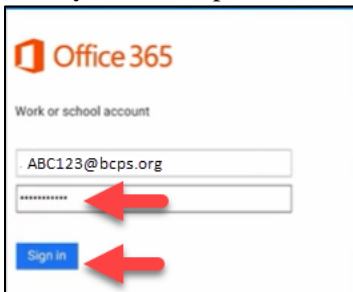 Office 365
Work or school account
ABC123@bcps.org
•••••••••••
Sign in